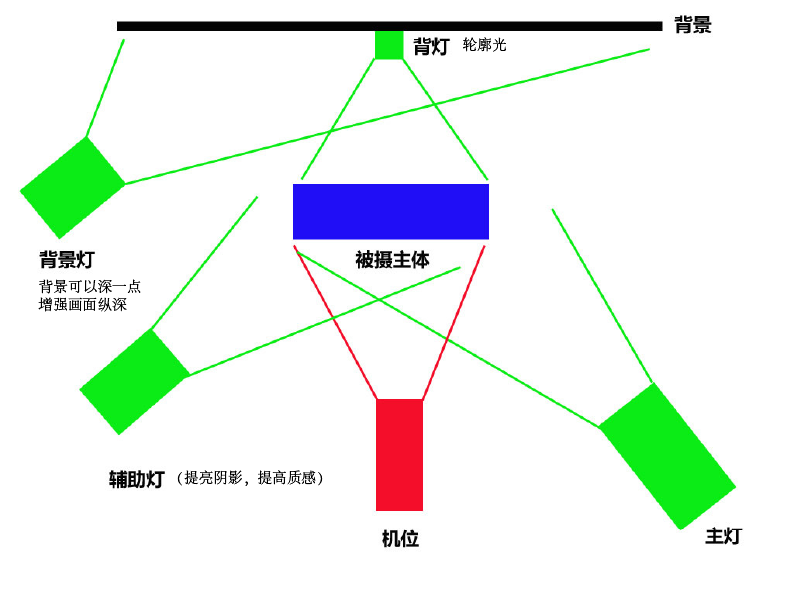 背景
背灯 轮廓光
背景灯
背景可以深一点
增强画面纵深
被摄主体
辅助灯 (提亮阴影，提高质感)
机位
主灯